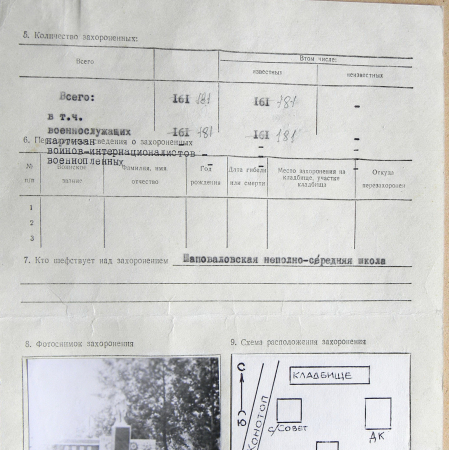 5. Количество захороненных:
Всего
В том числе:
известных
неизвестных
Всего: 161 181 161 181 -
в т.ч.
военнослужащих 161 181 161 181 -
партизан - -
воинов-интернационалистов -
военнопленных
6. сведения о захороненных
№ п/п
Воинское звание
Фамилия, имя, отчество
Год рождения
Дата гибели или смерти
Место захоронения на кладбище, участке кладбища
Откуда перезахоронен
1
2
3
7. Кто шефствует над захоронением Шаповаловская неполно-средняя школа
8. Фотоснимок захоронения
9. Схема расположения захоронения
С
Ю
КОНОТОП
КЛАДБИЩЕ
С/СОВЕТ
ДК